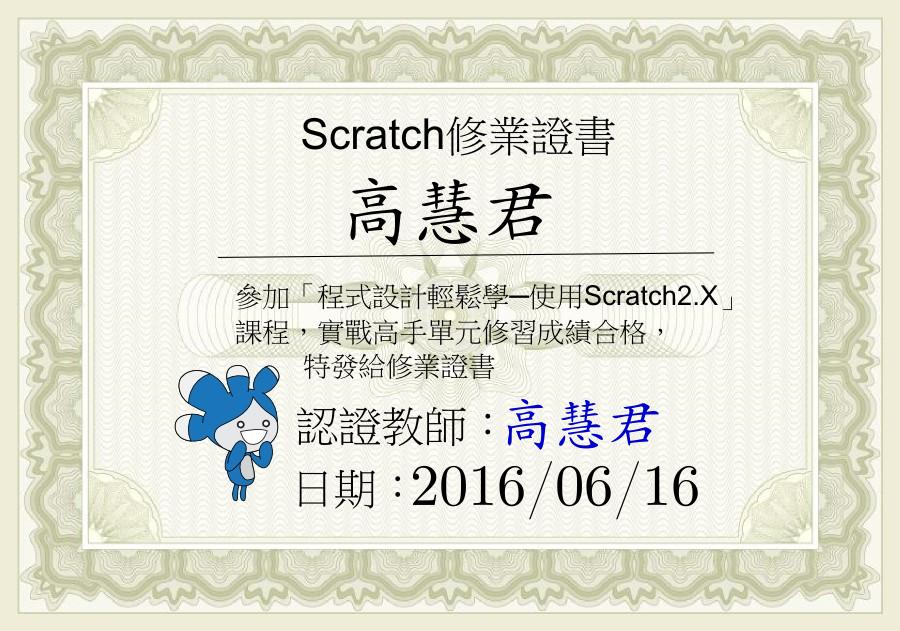 Scratch修業證書
高慧君
參加「程式設計輕鬆學─使用Scratch2.X」
課程，實戰高手單元修習成績合格，
特發給修業證書
認證教師：高慧君
日期：2016/06/16